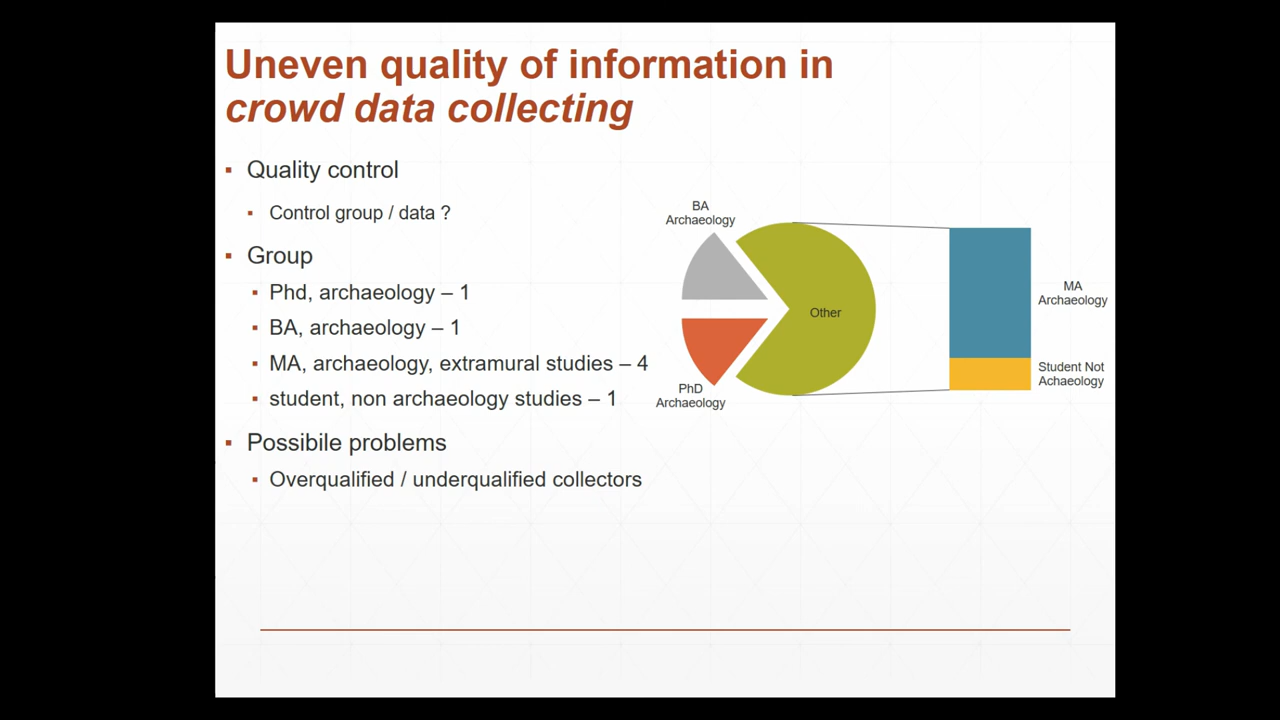 Uneven quality of information in
crowd data collecting
Quality control
Control group / data ?
Group
Phd, archaeology – 1
BA, archaeology – 1
MA, archaeology, extramural studies – 4
student, non archaeology studies – 1
Possibile problems
Overqualified / underqualified collectors
BA
Archaeology
Other
PhD
Archaeology
MA
Archaeology
Student Not
Achaeology